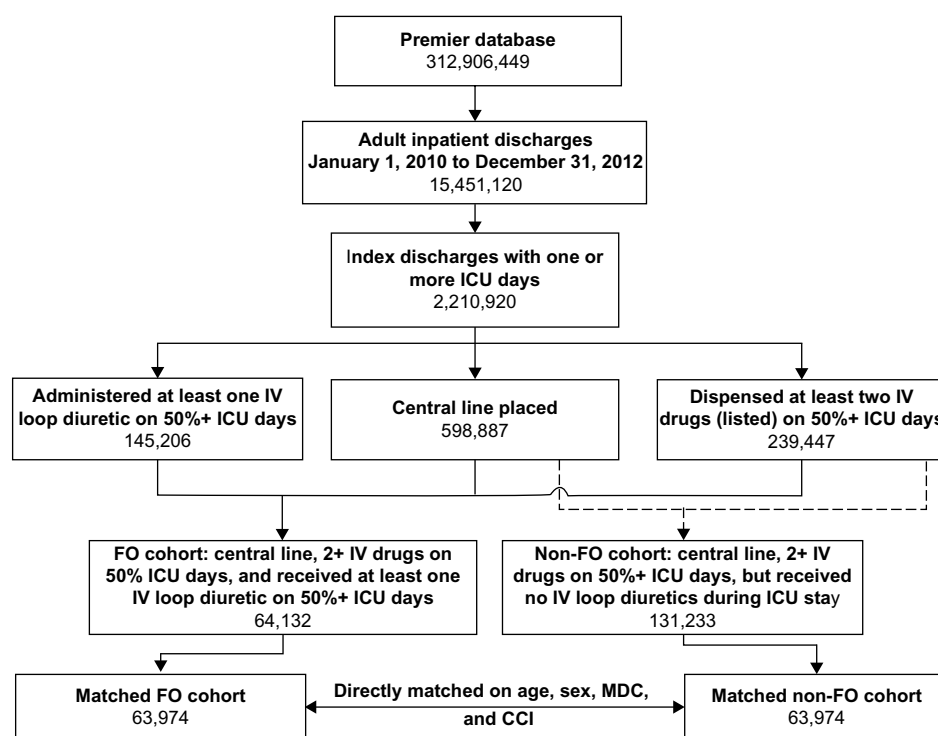 Premier database
312,906,449
Adult inpatient discharges
January 1, 2010 to December 31, 2012
15,451,120
Index discharges with one or
more ICU days
2,210,920
Administered at least one IV
loop diuretic on 50%+ ICU days
145,206
Central line placed
598,887
Dispensed at least two IV
drugs (listed) on 50%+ ICU days
239,447
FO cohort: central line, 2+ IV drugs on
50% ICU days, and received at least one
IV loop diuretic on 50%+ ICU days
64,132
Non-FO cohort: central line, 2+ IV
drugs on 50%+ ICU days, but received
no IV loop diuretics during ICU stay
131,233
Matched FO cohort
63,974
Directly matched on age, sex, MDC,
and CCI
Matched non-FO cohort
63,974